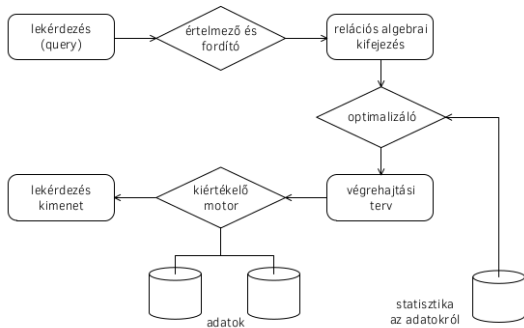 lekérdezés
(query)
értelmező és
fordító
relációs algebrai
kifejezés
optimalizáló
lekérdezés
kimenet
kiértékelő
motor
végrehajtási
terv
adatok
statisztika
az adatokról